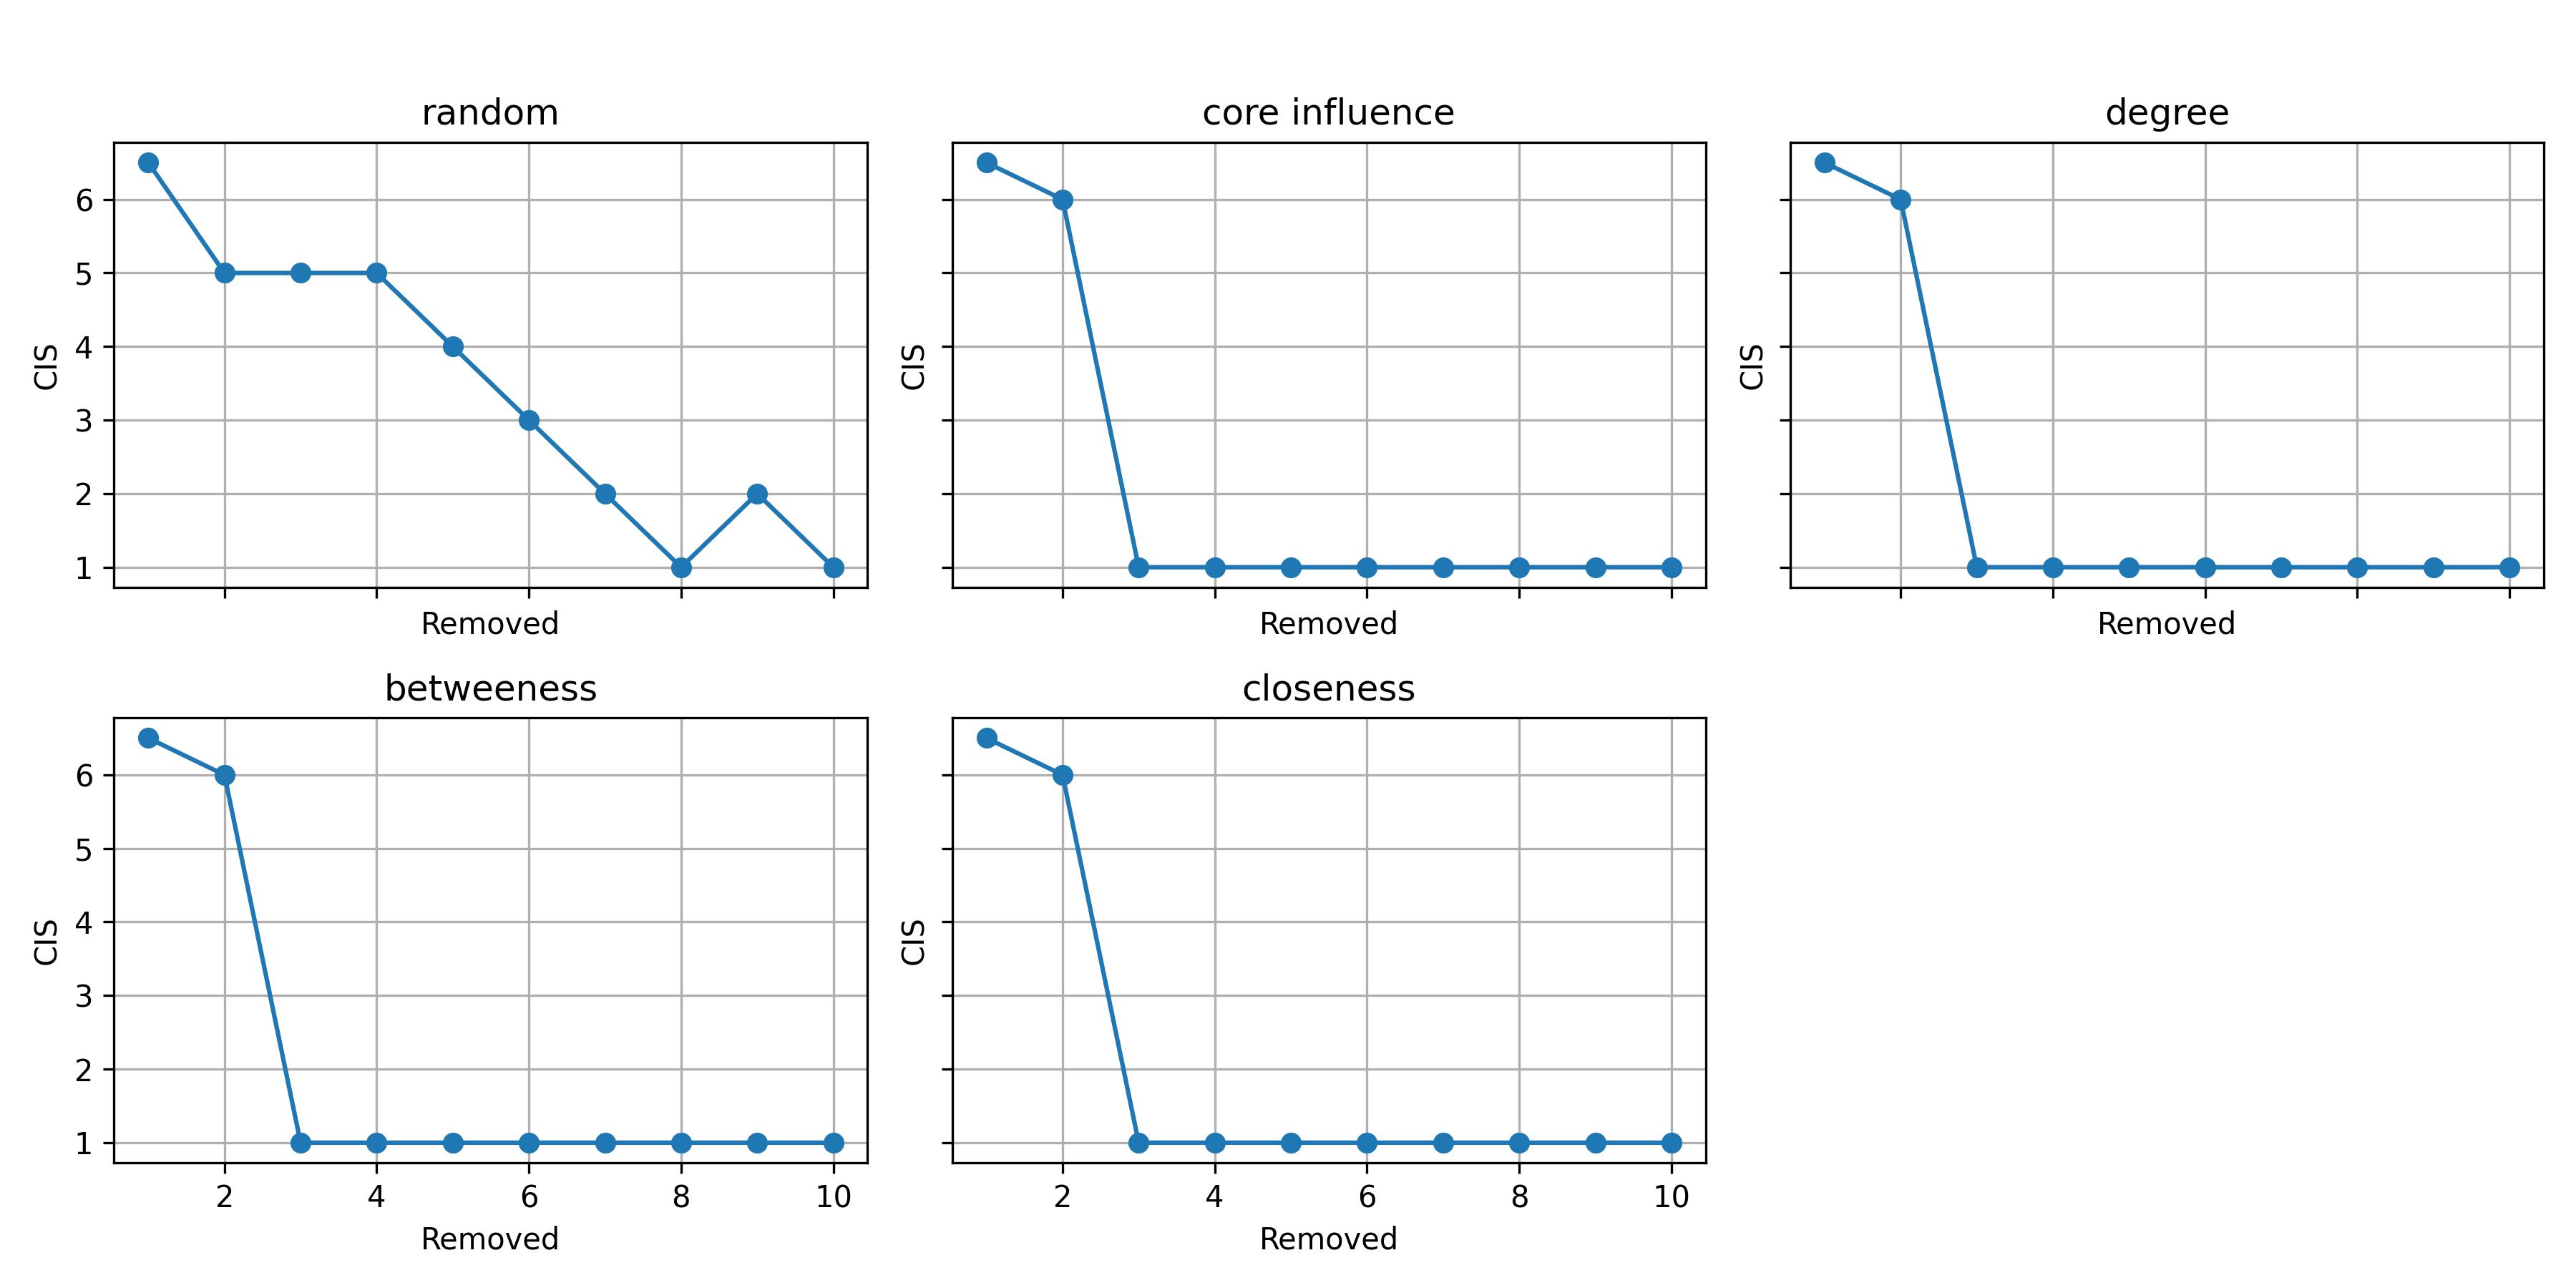 random
6
5
4
3
2
1
CIS
Removed
core influence
CIS
Removed
degree
CIS
Removed
betweeness
6
5
4
3
2
1
CIS
2 4 6 8 10
Removed
closeness
CIS
2 4 6 8 10
Removed